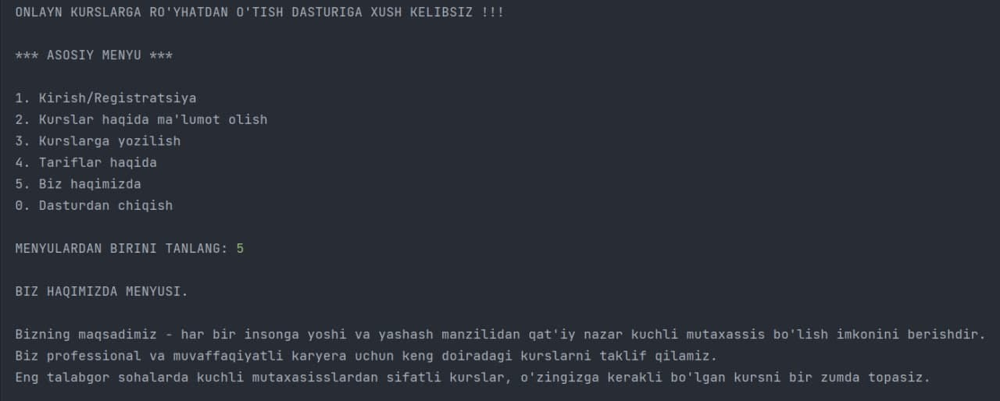 ONLAYN KURSLARGA RO'YHATDAN O'TISH DASTURIGA XUSH KELIBSIZ !!!
*** ASOSIY MENYU ***
1. Kirish/Registratsiya
2. Kurslar haqida ma'lumot olish
3. Kurslarga yozilish
4. Tariflar haqida
5. Biz haqimizda
0. Dasturdan chiqish
MENYULARDAN BIRINI TANLANG: 5
BIZ HAQIMIZDA MENYUSI.
Bizning maqsadimiz - har bir insonga yoshi va yashash manzilidan qat'iy nazar kuchli mutaxassis bo'lish imkonini berishdir.
Biz professional va muvaffaqiyatli karyera uchun keng doiradagi kurslarni taklif qilamiz.
Eng talabgor sohalarda kuchli mutaxasisslardan sifatli kurslar, o'zingizga kerakli bo'lgan kursni bir zumda topasiz.